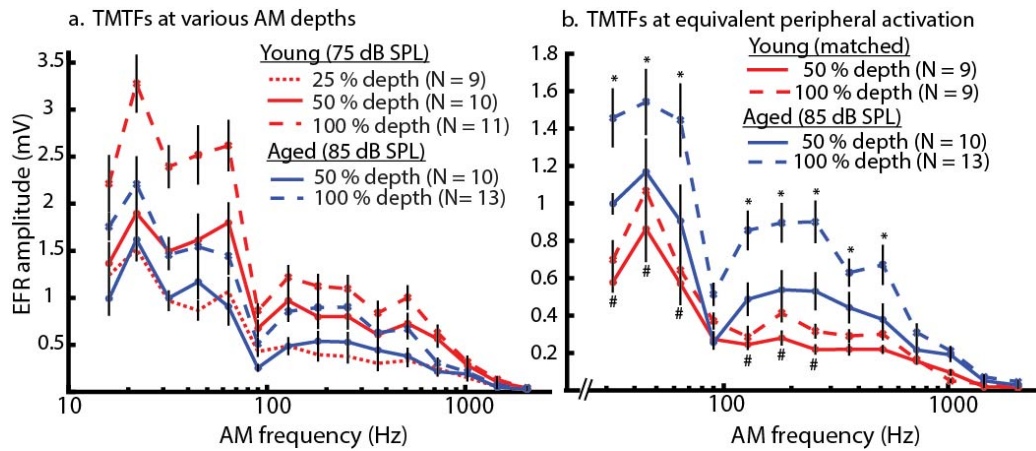 a. TMTFs at various AM depths
Young (75 dB SPL)
25 % depth (N = 9)
50 % depth (N = 10)
100 % depth (N = 11)
Aged (85 dB SPL)
50 % depth (N = 10)
100 % depth (N= 13)
EFR amplitude (mV)
3.5
3
2.5
2
1.5
1
0.5
10
100
1000
AM frequency (Hz)
b. TMTFs at equivalent peripheral activation
Young (matched)
50 % depth (N = 9)
100 % depth (N = 9)
Aged (85 dB SPL)
50 % depth (N = 10)
100 % depth (N = 13)
1.8
1.6
1.4
1.2
1
0.8
0.6
0.4
0.2
* * * * * * * *
# # # # # #
100
1000
AM frequency (Hz)